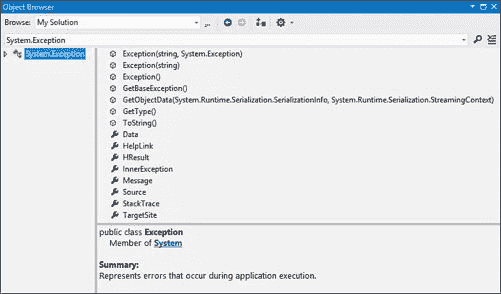 Object Browser
Browse: My Solution ...
System.Exception
System.Exception
Exception(string, System.Exception)
Exception(string)
Exception()
GetBaseException()
GetObjectData(System.Runtime.Serialization.SerializationInfo, System.Runtime.Serialization.StreamingContext)
GetType()
ToString()
Data
HelpLink
HResult
InnerException
Message
Source
StackTrace
TargetSite
public class Exception
Member of System
Summary:
Represents errors that occur during application execution.